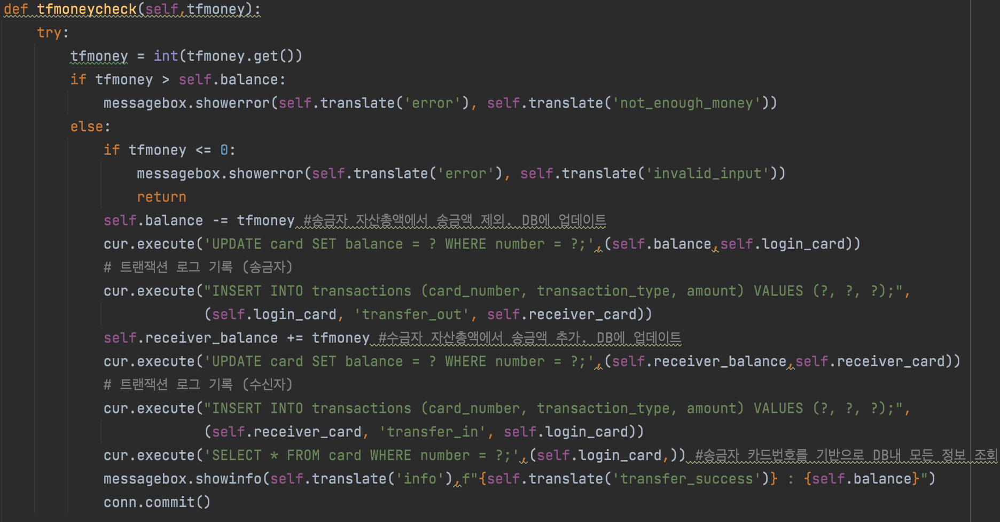 def tfmoneycheck(self,tfmoney):
    try:
        tfmoney = int(tfmoney.get())
        if tfmoney > self.balance:
            messagebox.showerror(self.translate('error'), self.translate('not_enough_money'))
        else:
            if tfmoney <= 0:
                messagebox.showerror(self.translate('error'), self.translate('invalid_input'))
                return
            self.balance -= tfmoney #송금자 자산총액에서 송금액 제외. DB에 업데이트
            cur.execute('UPDATE card SET balance = ? WHERE number = ?;',(self.balance,self.login_card))
            # 트랜잭션 로그 기록 (송금자)
            cur.execute("INSERT INTO transactions (card_number, transaction_type, amount) VALUES (?, ?, ?);",
                        (self.login_card, 'transfer_out', self.receiver_card))
            self.receiver_balance += tfmoney #수금자 자산총액에서 송금액 추가. DB에 업데이트
            cur.execute('UPDATE card SET balance = ? WHERE number = ?;',(self.receiver_balance,self.receiver_card))
            # 트랜잭션 로그 기록 (수신자)
            cur.execute("INSERT INTO transactions (card_number, transaction_type, amount) VALUES (?, ?, ?);",
                        (self.receiver_card, 'transfer_in', self.login_card))
            cur.execute('SELECT * FROM card WHERE number = ?;',(self.login_card,)) #송금자 카드번호를 기반으로 DB내 모든 정보 조회
            messagebox.showinfo(self.translate('info'),f"{self.translate('transfer_success')} : {self.balance}")
            conn.commit()